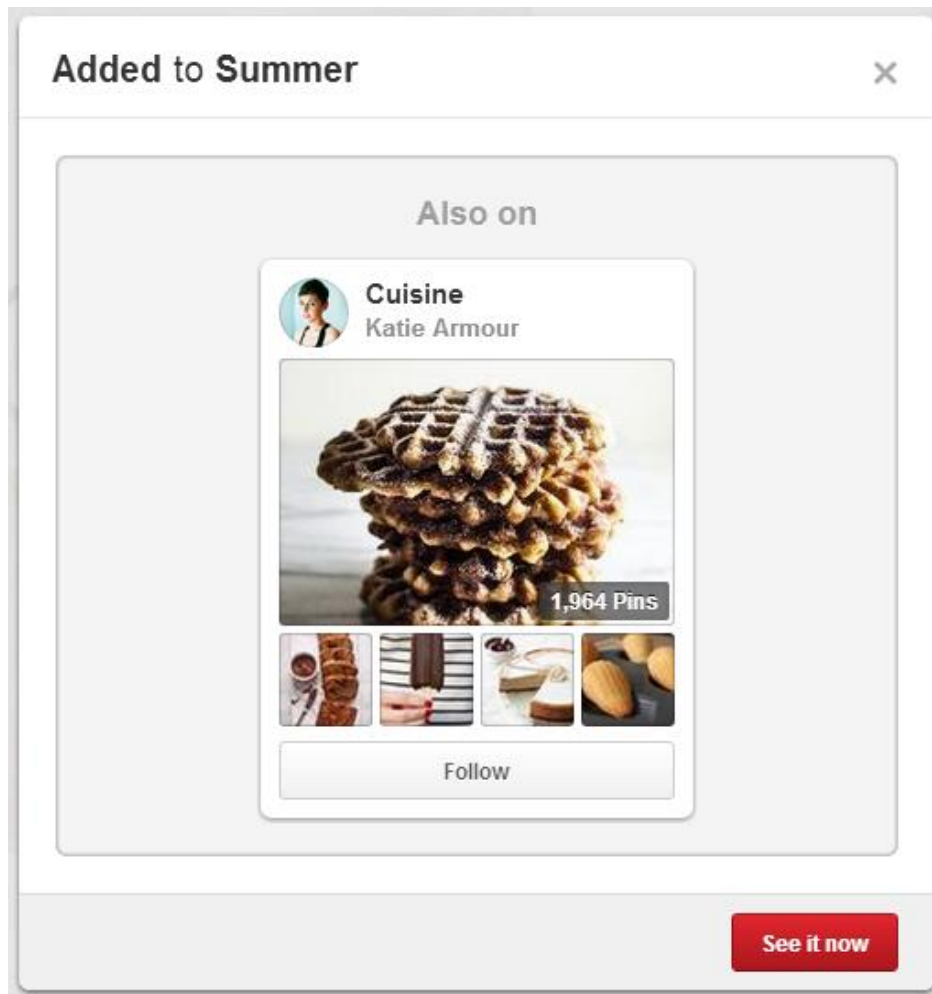 Added to Summer
Also on
Cuisine
Katie Armour
1,964 Pins
Follow
See it now